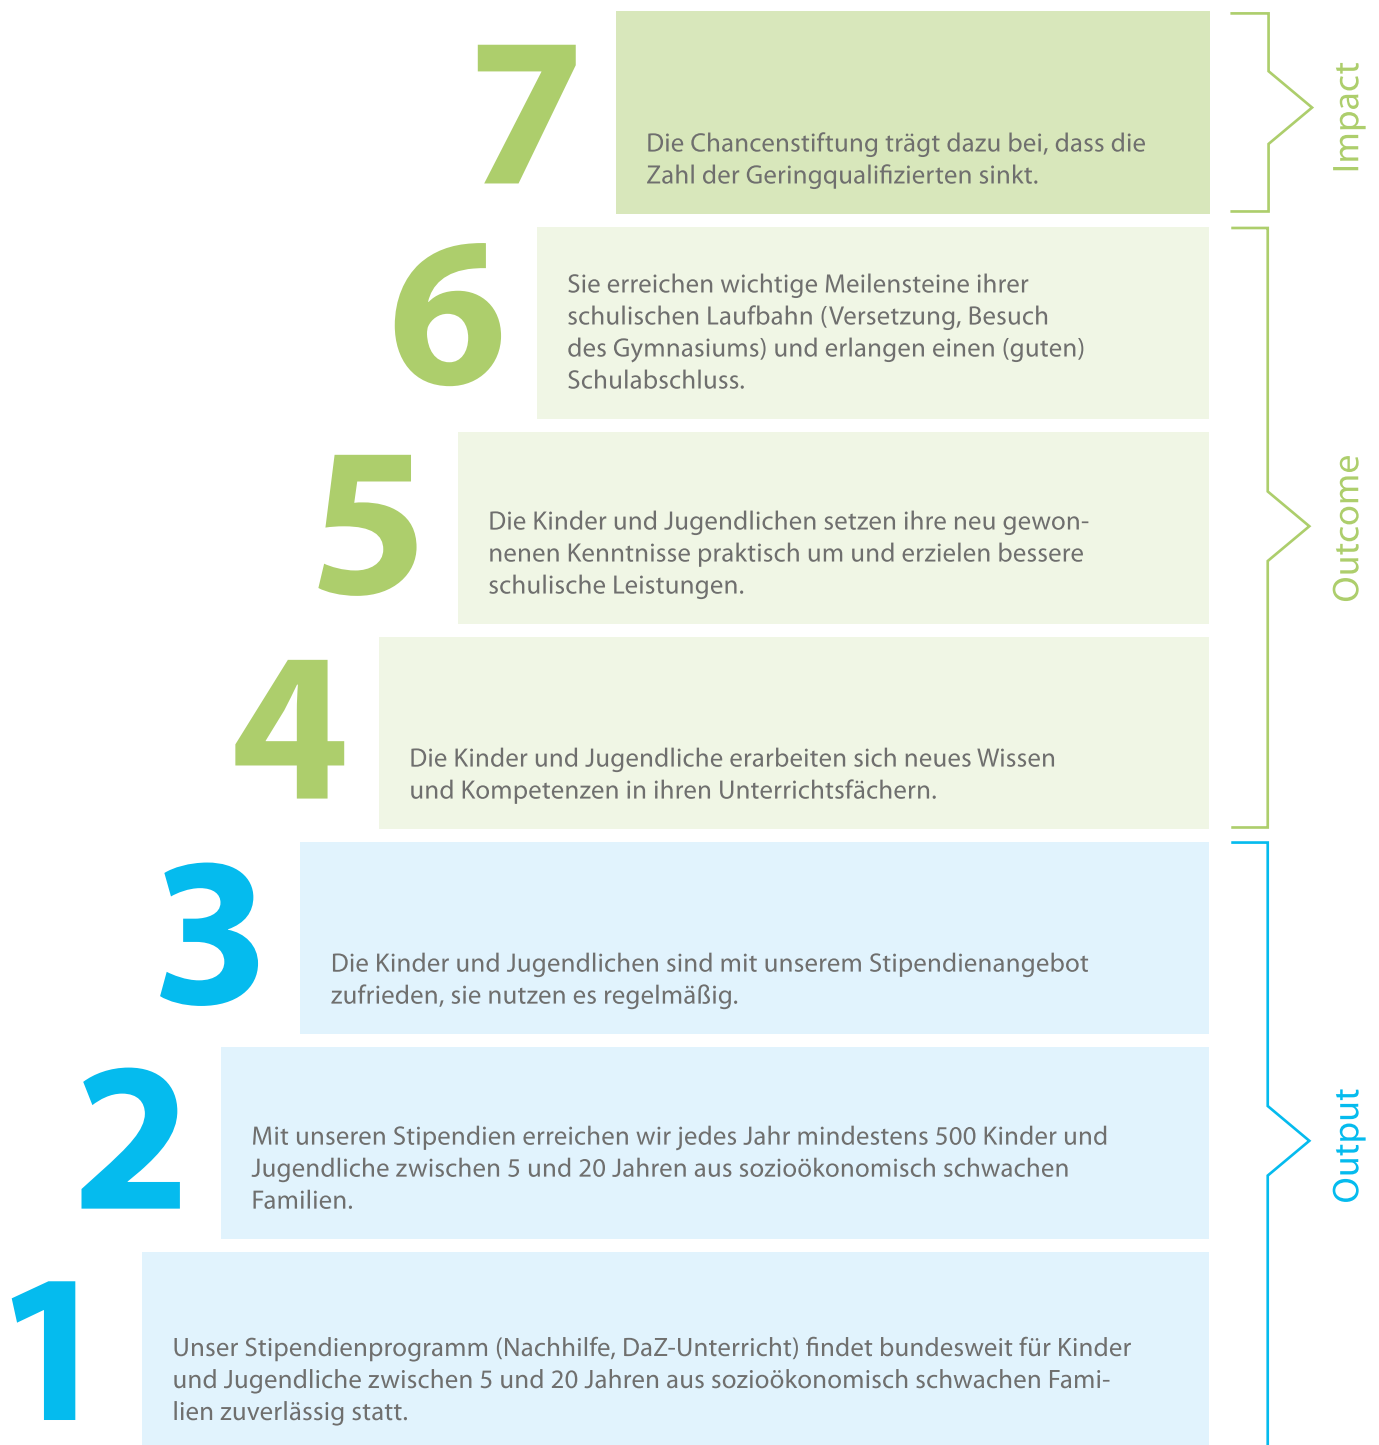 7
Die Chancenstiftung trägt dazu bei, dass die
Zahl der Geringqualifizierten sinkt.
Impact
6
Sie erreichen wichtige Meilensteine ihrer
schulischen Laufbahn (Versetzung, Besuch
des Gymnasiums) und erlangen einen (guten)
Schulabschluss.
5
Die Kinder und Jugendlichen setzen ihre neu gewon-
nenen Kenntnisse praktisch um und erzielen bessere
schulische Leistungen.
Outcome
4
Die Kinder und Jugendliche erarbeiten sich neues Wissen
und Kompetenzen in ihren Unterrichtsfächern.
3
Die Kinder und Jugendlichen sind mit unserem Stipendienangebot
zufrieden, sie nutzen es regelmäßig.
2
Mit unseren Stipendien erreichen wir jedes Jahr mindestens 500 Kinder und
Jugendliche zwischen 5 und 20 Jahren aus sozioökonomisch schwachen
Familien.
Output
1
Unser Stipendienprogramm (Nachhilfe, DaZ-Unterricht) findet bundesweit für Kinder
und Jugendliche zwischen 5 und 20 Jahren aus sozioökonomisch schwachen Fami-
lien zuverlässig statt.